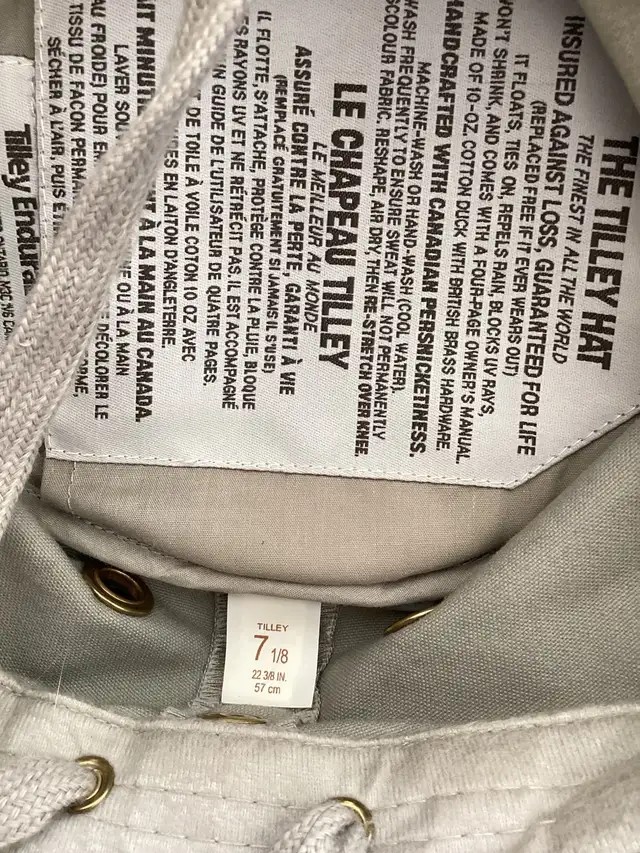 THE TILLEY HAT
THE FINEST IN ALL THE WORLD
INSURED AGAINST LOSS, GUARANTEED FOR LIFE
(REPLACED FREE IF IT EVER WEARS OUT)
IT FLOATS, TIES ON, REPELS RAIN, BLOCKS UV RAYS,
WON'T SHRINK, AND COMES WITH A FOUR-PAGE OWNER'S MANUAL.
MADE OF 10-OZ. COTTON DUCK WITH BRITISH BRASS HARDWARE.
HANDCRAFTED WITH CANADIAN PERSNICKETINESS.
MACHINE-WASH OR HAND-WASH (COOL WATER).
WASH FREQUENTLY TO ENSURE SWEAT WILL NOT PERMANENTLY
DISCOLOUR FABRIC. RESHAPE, AIR DRY, THEN RE-STRETCH OVER KNEE.
LE CHAPEAU TILLEY
LE MEILLEUR AU MONDE
ASSURÉ CONTRE LA PERTE, GARANTI À VIE
(REMPLACÉ GRATUITEMENT SI JAMAIS IL S'USE)
IL FLOTTE, S'ATTACHE, PROTÈGE CONTRE LA PLUIE, BLOQUE
RAYONS UV ET NE RÉTRÉCIT PAS. IL EST ACCOMPAGNÉ
UN GUIDE DE L'UTILISATEUR DE QUATRE PAGES.
DE TOILE À VOILE COTON 10 OZ AVEC
EN LAITON D'ANGLETERRE.
À LA MAIN AU CANADA.
LAVER
OU À LA MAIN
AU FROIDE) POUR
DÉCOLORER LE
TISSU DE FAÇON
SÉCHER À L'AIR, PUIS
Tilley
TILLEY
7 1/8
22 3/8 IN.
57 cm